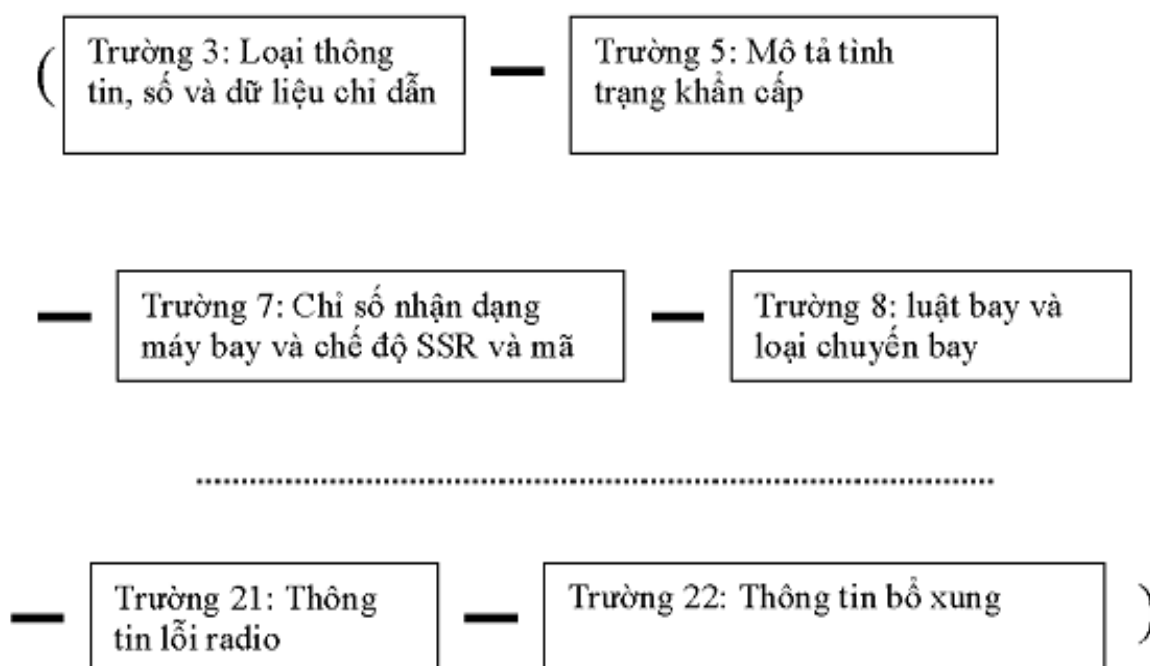 ( Trường 3: Loại thông
tin, số và dữ liệu chỉ dẫn
Trường 5: Mô tả tình
trạng khẩn cấp
Trường 7: Chỉ số nhận dạng
máy bay và chế độ SSR và mã
Trường 8: luật bay và
loại chuyến bay
Trường 21: Thông
tin lỗi radio
Trường 22: Thông tin bổ xung )